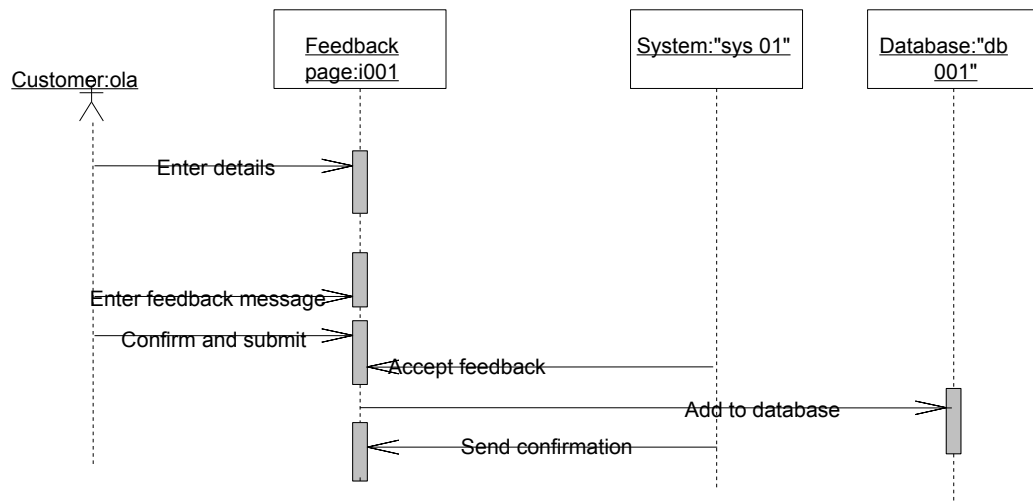 Customer:ola
Feedback
page:i001
System:"sys 01"
Database:"db
001"
Enter details
Enter feedback message
Confirm and submit
Accept feedback
Add to database
Send confirmation